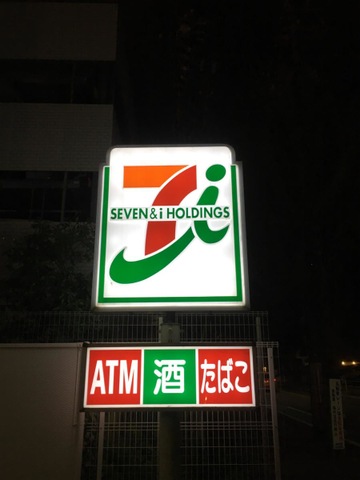 7i
SEVEN & i HOLDINGS
ATM 酒 たばこ